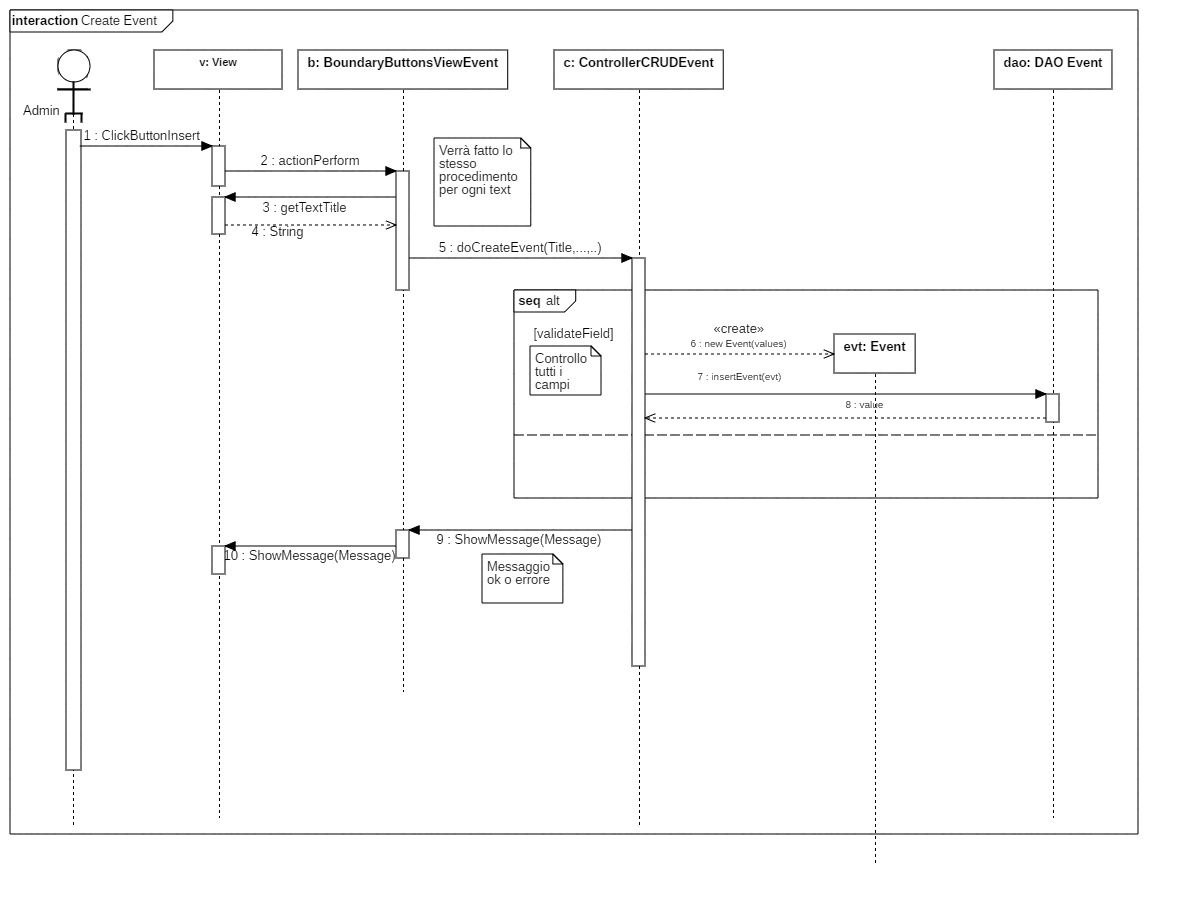 interaction Create Event
v: View
b: BoundaryButtonsViewEvent
c: ControllerCRUDEvent
dao: DAO Event
Admin
1 : ClickButtonInsert
2 : actionPerform
Verrà fatto lo
stesso
procedimento
per ogni text
3 : getTextTitle
4 : String
5 : doCreateEvent(Title,...,..)
seq alt
[validateField]
Controllo
tutti i
campi
«create»
6 : new Event(values)
evt: Event
7 : insertEvent(evt)
8 : value
9 : ShowMessage(Message)
10 : ShowMessage(Message)
Messaggio
ok o errore